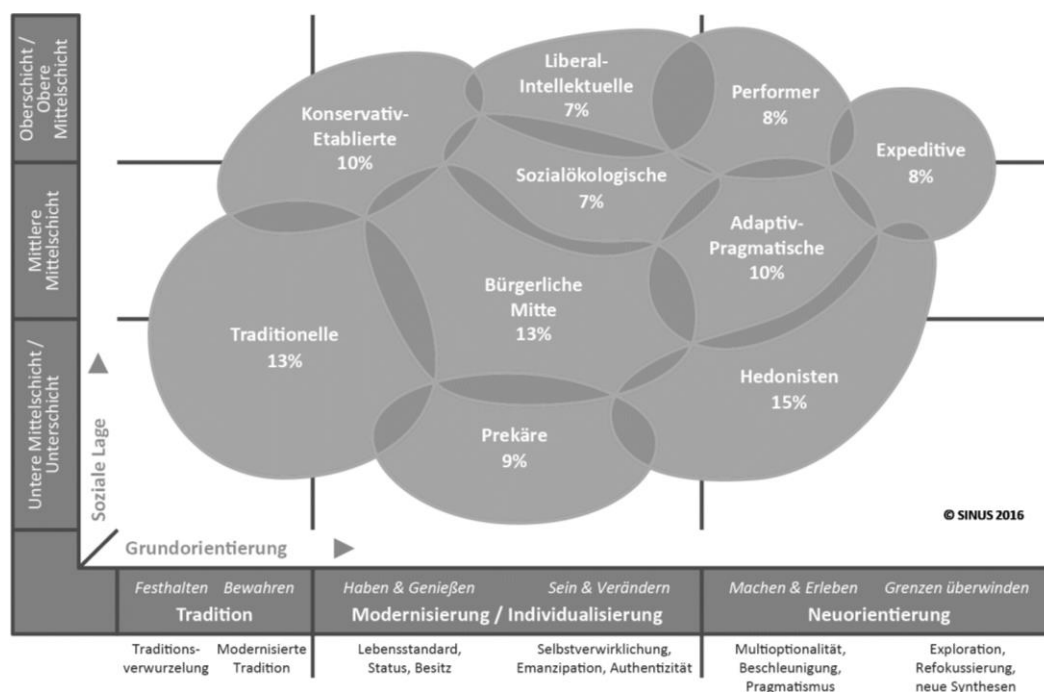 Oberschicht /
Obere
Mittelschicht
Mittlere
Mittelschicht
Untere Mittelschicht /
Unterschicht
Soziale Lage
Konservativ-
Etablierte
10%
Liberal-
Intellektuelle
7%
Performer
8%
Expeditive
8%
Sozialökologische
7%
Adaptiv-
Pragmatische
10%
Bürgerliche
Mitte
13%
Traditionelle
13%
Hedonisten
15%
Prekäre
9%
© SINUS 2016
Grundorientierung
Festhalten Bewahren
Tradition
Haben & Genießen Sein & Verändern
Modernisierung / Individualisierung
Machen & Erleben Grenzen überwinden
Neuorientierung
Traditions-
verwurzelung
Modernisierte
Tradition
Lebensstandard,
Status, Besitz
Selbstverwirklichung,
Emanzipation, Authentizität
Multioptionalität,
Beschleunigung,
Pragmatismus
Exploration,
Refokussierung,
neue Synthesen